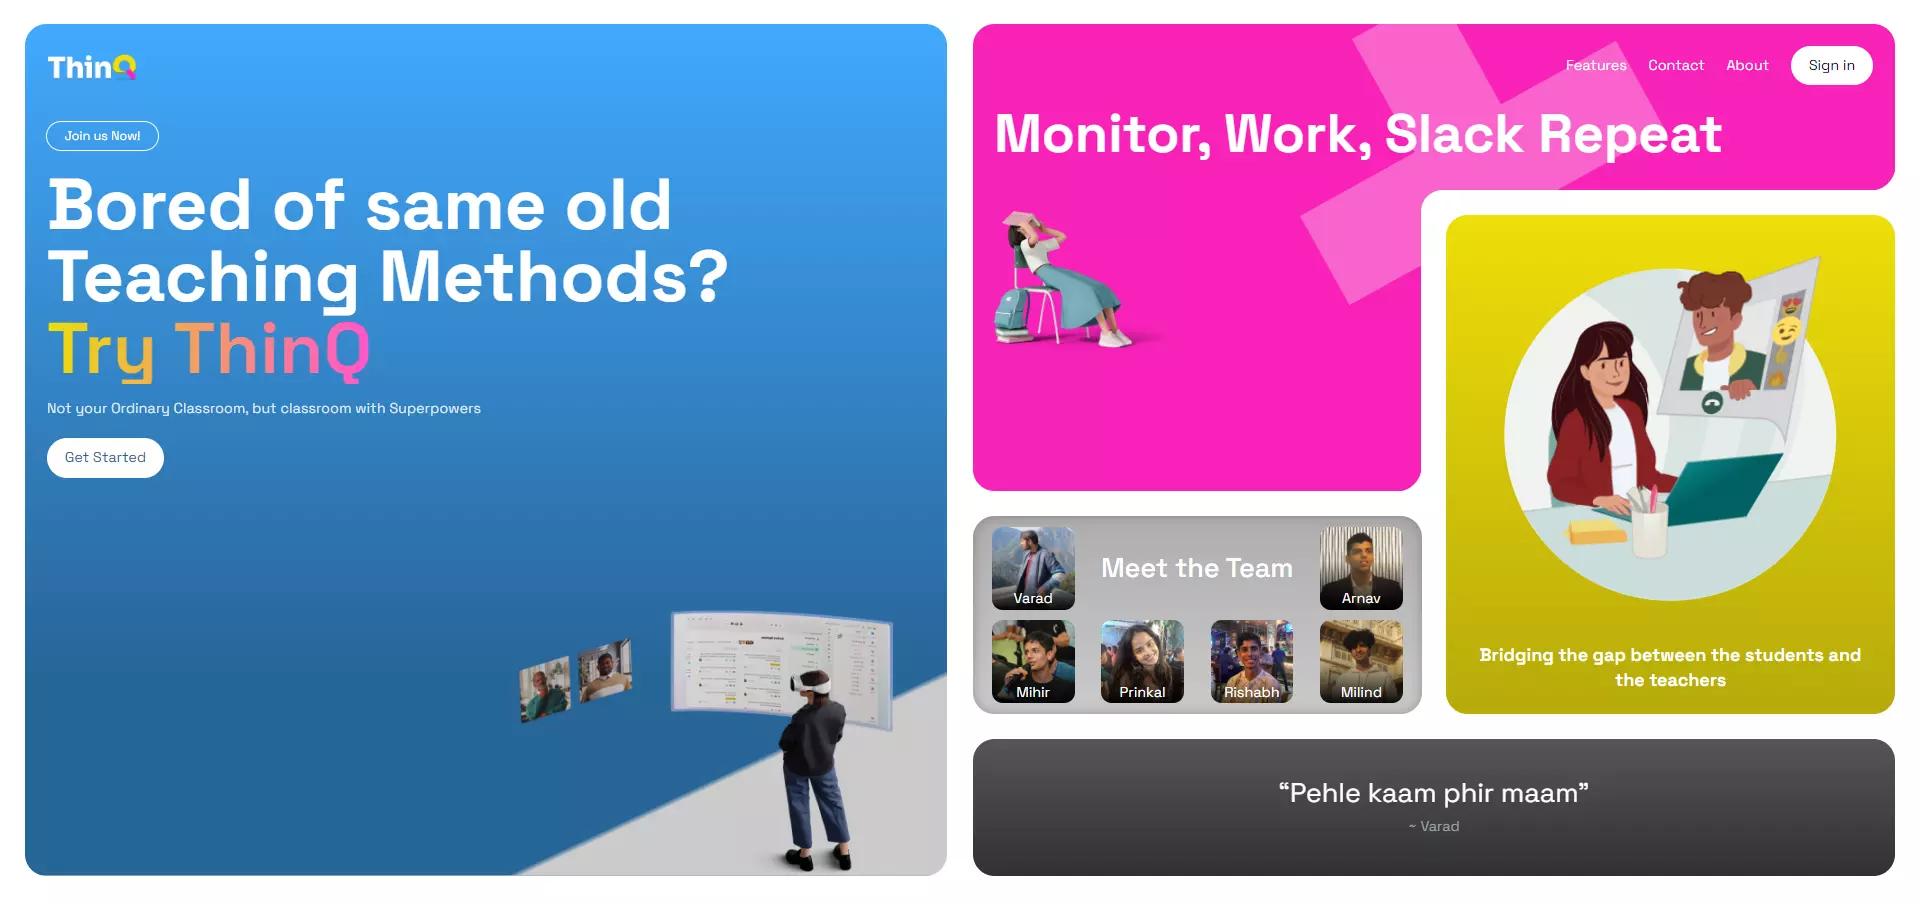 ThinQ
Join us Now!
Bored of same old
Teaching Methods?
Try ThinQ
Not your Ordinary Classroom, but classroom with Superpowers
Get Started
Features
Contact
About
Sign in
Monitor, Work, Slack Repeat
Meet the Team
Varad
Arnav
Mihir
Prinkal
Rishabh
Milind
Bridging the gap between the students and
the teachers
“Pehle kaam phir maam”
~ Varad